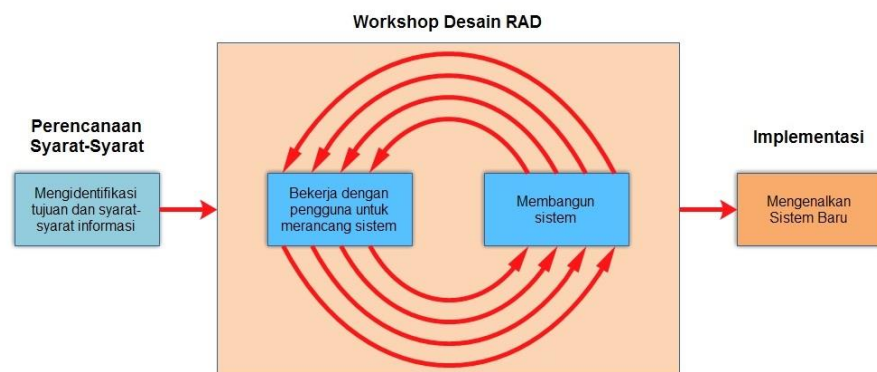 Workshop Desain RAD
Perencanaan
Syarat-Syarat
Mengidentifikasi
tujuan dan syarat-
syarat informasi
Bekerja dengan
pengguna untuk
merancang sistem
Membangun
sistem
Implementasi
Mengenalkan
Sistem Baru